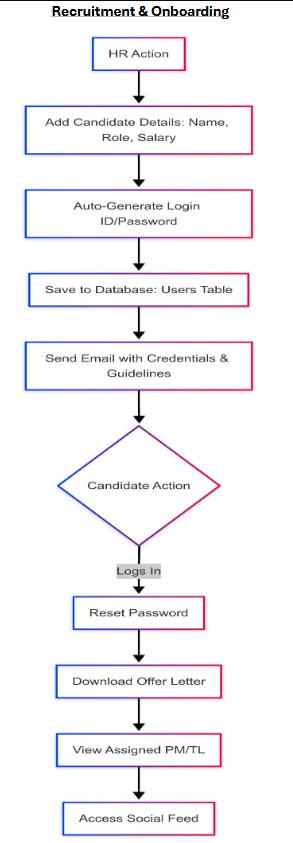 Recruitment & Onboarding
HR Action
Add Candidate Details: Name,
Role, Salary
Auto-Generate Login
ID/Password
Save to Database: Users Table
Send Email with Credentials &
Guidelines
Candidate Action
Logs In
Reset Password
Download Offer Letter
View Assigned PM/TL
Access Social Feed